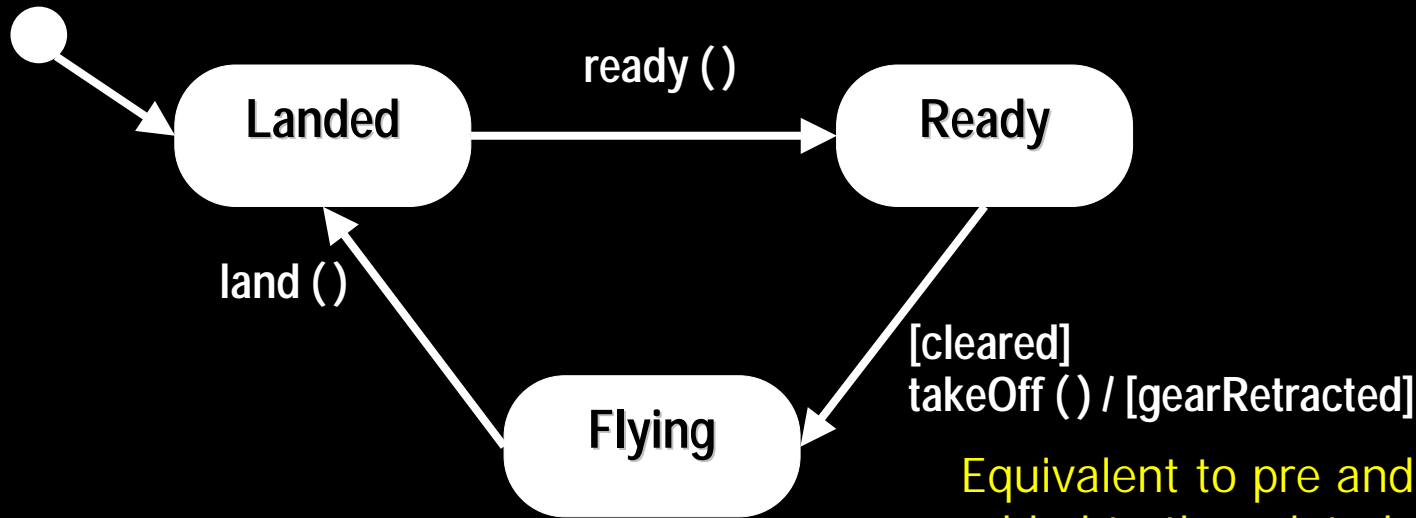 ready ( )
Landed
Ready
land ( )
[cleared]
takeOff ( ) / [gearRetracted]
Flying
Equivalent to pre and